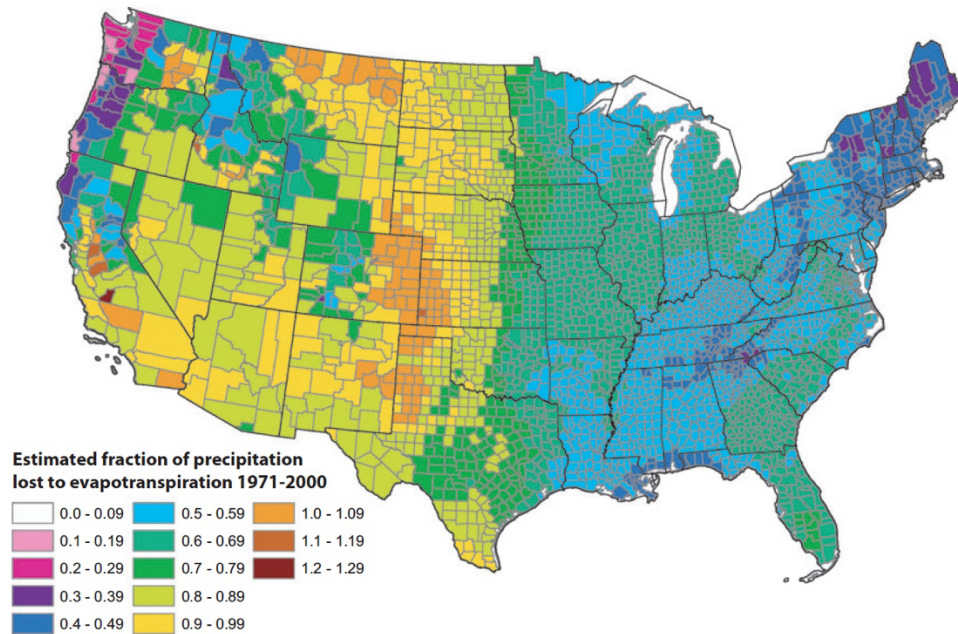 Estimated fraction of precipitation
lost to evapotranspiration 1971-2000
0.0 - 0.09
0.1 - 0.19
0.2 - 0.29
0.3 - 0.39
0.4 - 0.49
0.5 - 0.59
0.6 - 0.69
0.7 - 0.79
0.8 - 0.89
0.9 - 0.99
1.0 - 1.09
1.1 - 1.19
1.2 - 1.29